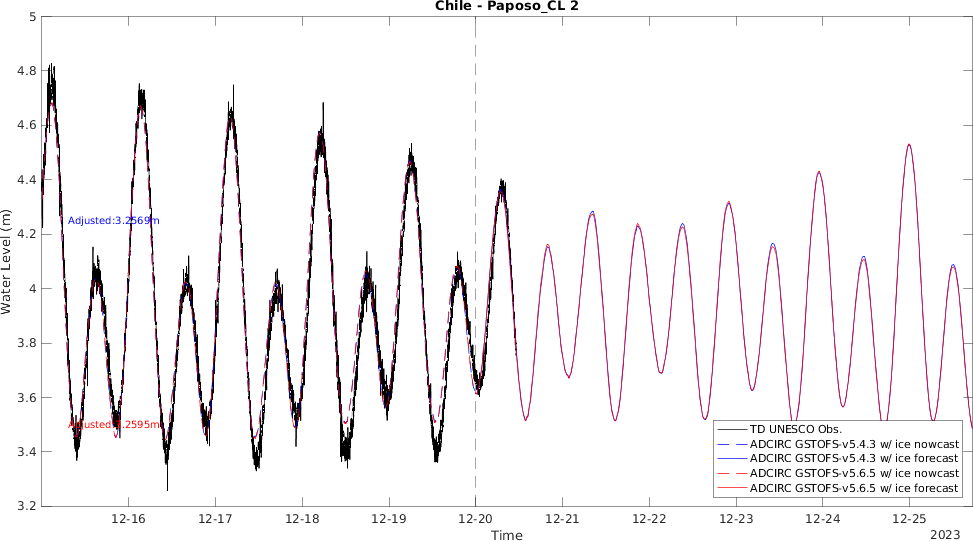 Chile - Paposo_CL 2
5
4.8
4.6
4.4
4.2
4
3.8
3.6
3.4
3.2
Water Level (m)
Adjusted:3.2569m
Adjusted:3.2595m
TD UNESCO Obs.
ADCIRC GSTOFS-v5.4.3 w/ ice nowcast
ADCIRC GSTOFS-v5.4.3 w/ ice forecast
ADCIRC GSTOFS-v5.6.5 w/ ice nowcast
ADCIRC GSTOFS-v5.6.5 w/ ice forecast
12-16 12-17 12-18 12-19 12-20 12-21 12-22 12-23 12-24 12-25
Time
2023